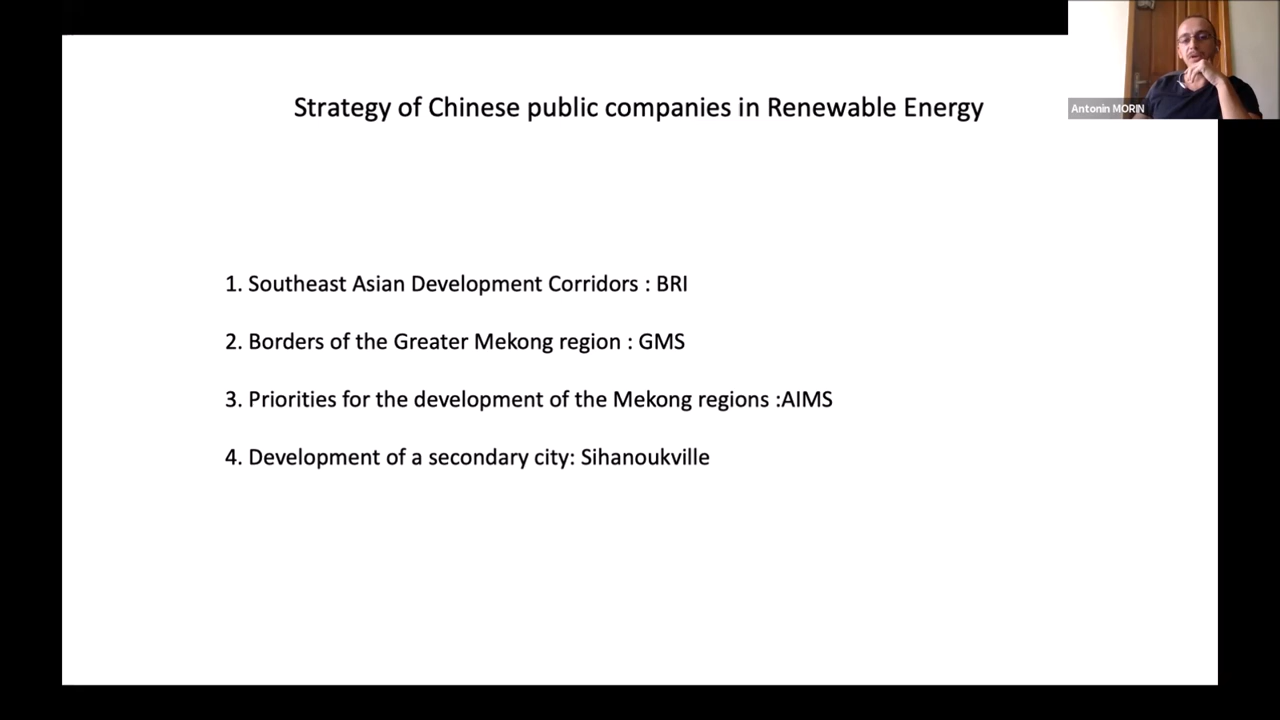 Strategy of Chinese public companies in Renewable Energy
Antonin MORIN
1. Southeast Asian Development Corridors : BRI
2. Borders of the Greater Mekong region : GMS
3. Priorities for the development of the Mekong regions :AIMS
4. Development of a secondary city: Sihanoukville